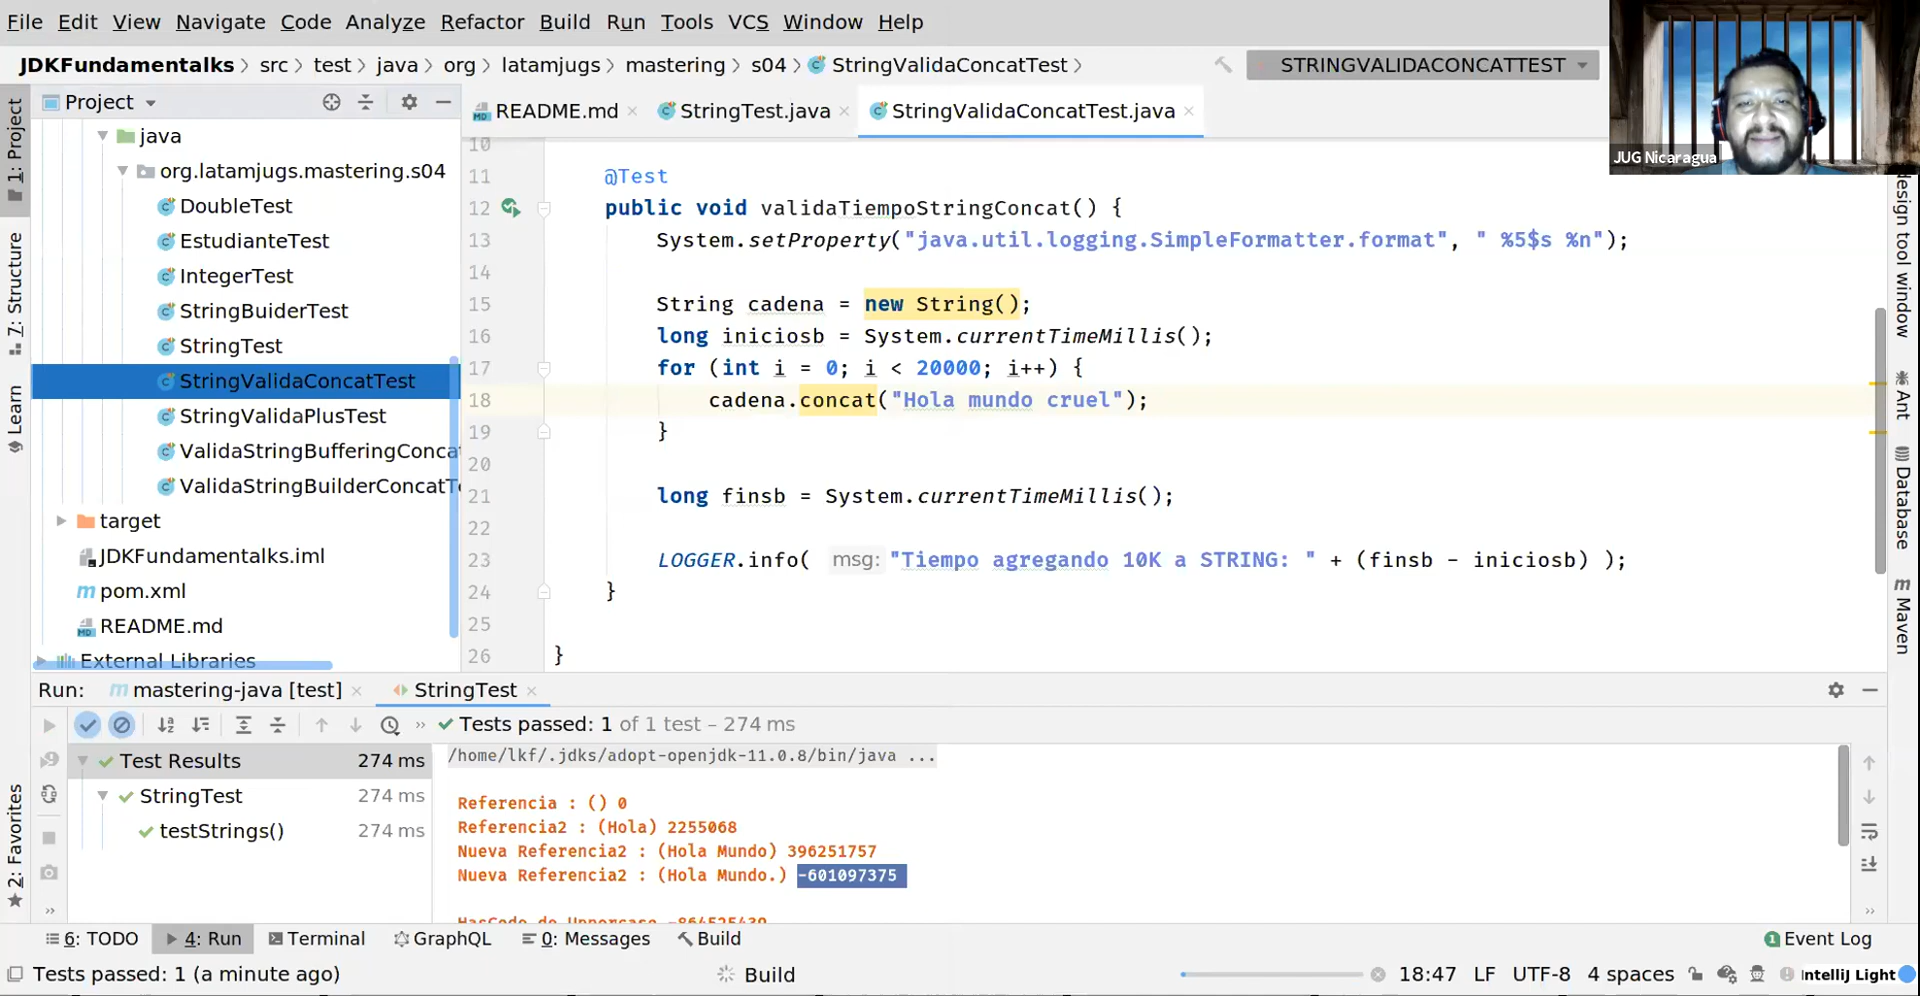 File Edit View Navigate Code Analyze Refactor Build Run Tools VCS Window Help
JDKFundamentalks src test java org latamjugs mastering s04 StringValidaConcatTest STRINGVALIDACONCATTEST
JUG Nicaragua
Project
README.md StringTest.java StringValidaConcatTest.java
1: Project
7: Structure
Learn
2: Favorites
java
org.latamjugs.mastering.s04
DoubleTest
EstudianteTest
IntegerTest
StringBuiderTest
StringTest
StringValidaConcatTest
StringValidaPlusTest
ValidaStringBufferingConca
ValidaStringBuilderConcatT
target
JDKFundamentalks.iml
pom.xml
README.md
External Libraries
10
11 @Test
12 public void validaTiempoStringConcat() {
13 System.setProperty("java.util.logging.SimpleFormatter.format", " %5$s %n");
14
15 String cadena = new String();
16 long iniciosb = System.currentTimeMillis();
17 for (int i = 0; i < 20000; i++) {
18 cadena.concat("Hola mundo cruel");
19 }
20
21 long finsb = System.currentTimeMillis();
22
23 LOGGER.info( msg: "Tiempo agregando 10K a STRING: " + (finsb - iniciosb) );
24 }
25
26 }
design tool window
Ant
Database
Maven
Run: mastering-java [test] StringTest
Tests passed: 1 of 1 test – 274 ms
Test Results 274 ms
StringTest 274 ms
testStrings() 274 ms
/home/lkf/.jdks/adopt-openjdk-11.0.8/bin/java ...
Referencia : () 0
Referencia2 : (Hola) 2255068
Nueva Referencia2 : (Hola Mundo) 396251757
Nueva Referencia2 : (Hola Mundo.) -601097375
HasCode de Uppercase -864525439
6: TODO 4: Run Terminal GraphQL 0: Messages Build 1 Event Log
Tests passed: 1 (a minute ago) Build 18:47 LF UTF-8 4 spaces IntelliJ Light